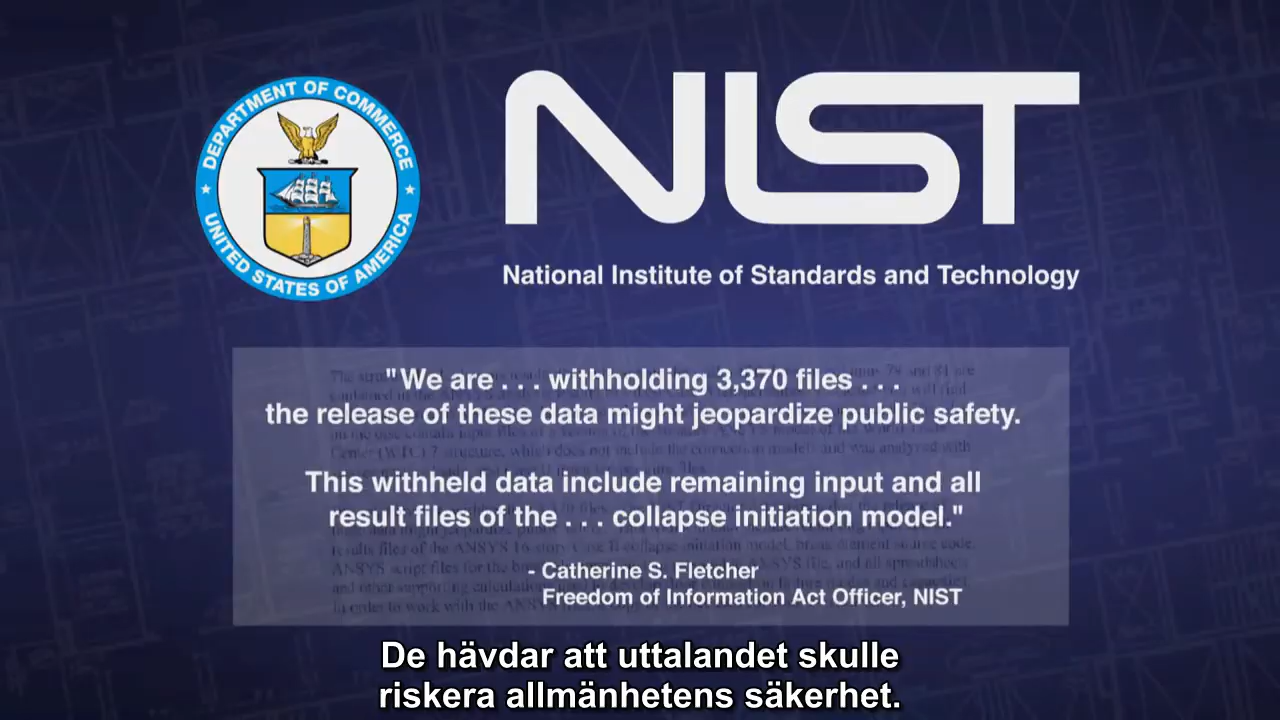 DEPARTMENT OF COMMERCE
UNITED STATES OF AMERICA
NIST
National Institute of Standards and Technology
"We are . . . withholding 3,370 files . . .
the release of these data might jeopardize public safety.
This withheld data include remaining input and all
result files of the . . . collapse initiation model."
- Catherine S. Fletcher
Freedom of Information Act Officer, NIST
De hävdar att uttalandet skulle
riskera allmänhetens säkerhet.